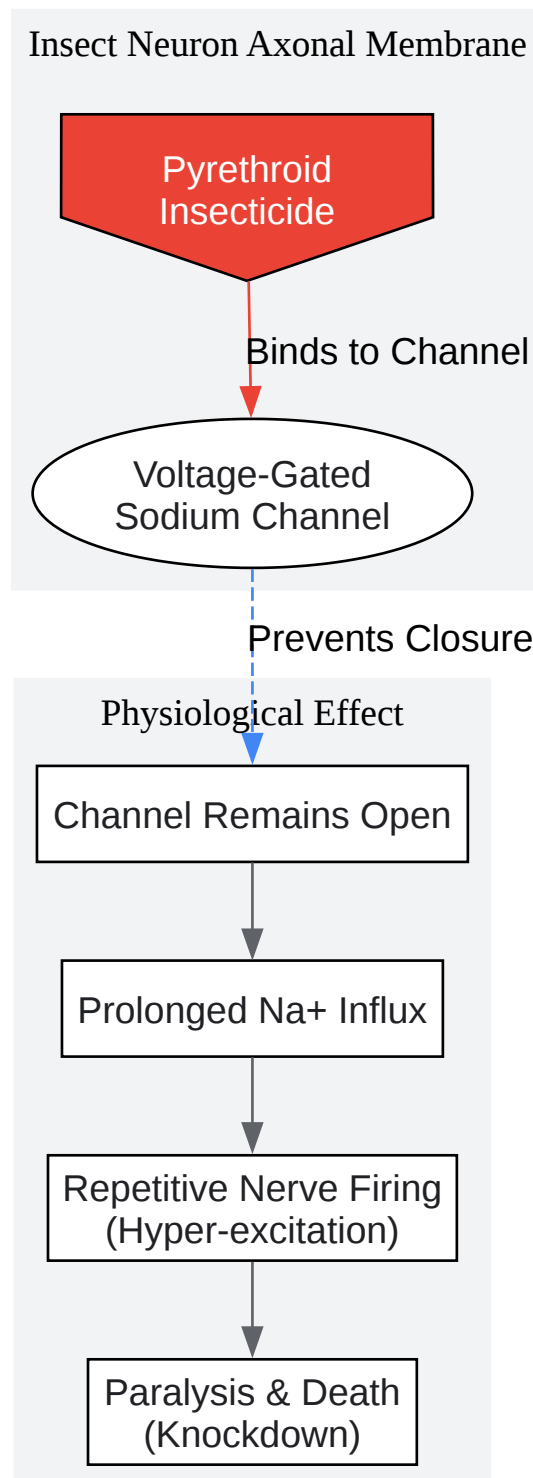 Insect Neuron Axonal Membrane
Pyrethroid
Insecticide
Binds to Channel
Voltage-Gated
Sodium Channel
Prevents Closure
Physiological Effect
Channel Remains Open
Prolonged Na+ Influx
Repetitive Nerve Firing
(Hyper-excitation)
Paralysis & Death
(Knockdown)